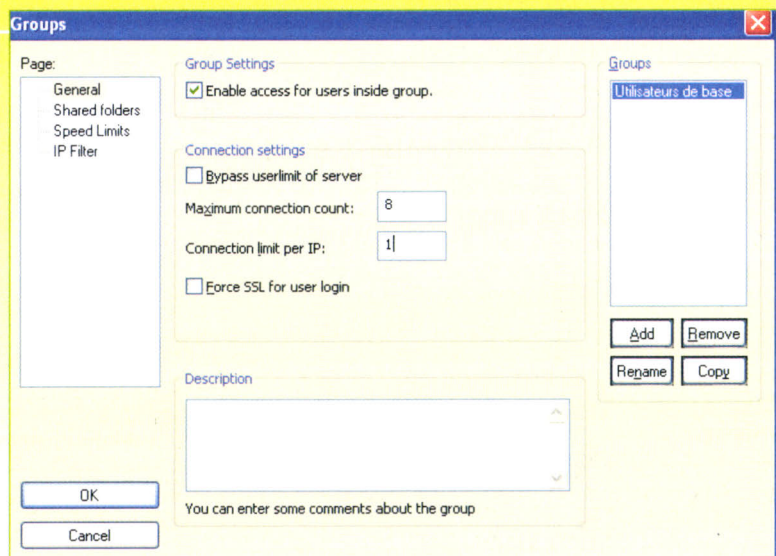 Groups
Page:
General
Shared folders
Speed Limits
IP Filter
Group Settings
Enable access for users inside group.
Connection settings
Bypass userlimit of server
Maximum connection count:
8
Connection limit per IP:
1
Force SSL for user login
Description
You can enter some comments about the group
Groups
Utilisateurs de base
Add
Remove
Rename
Copy
OK
Cancel